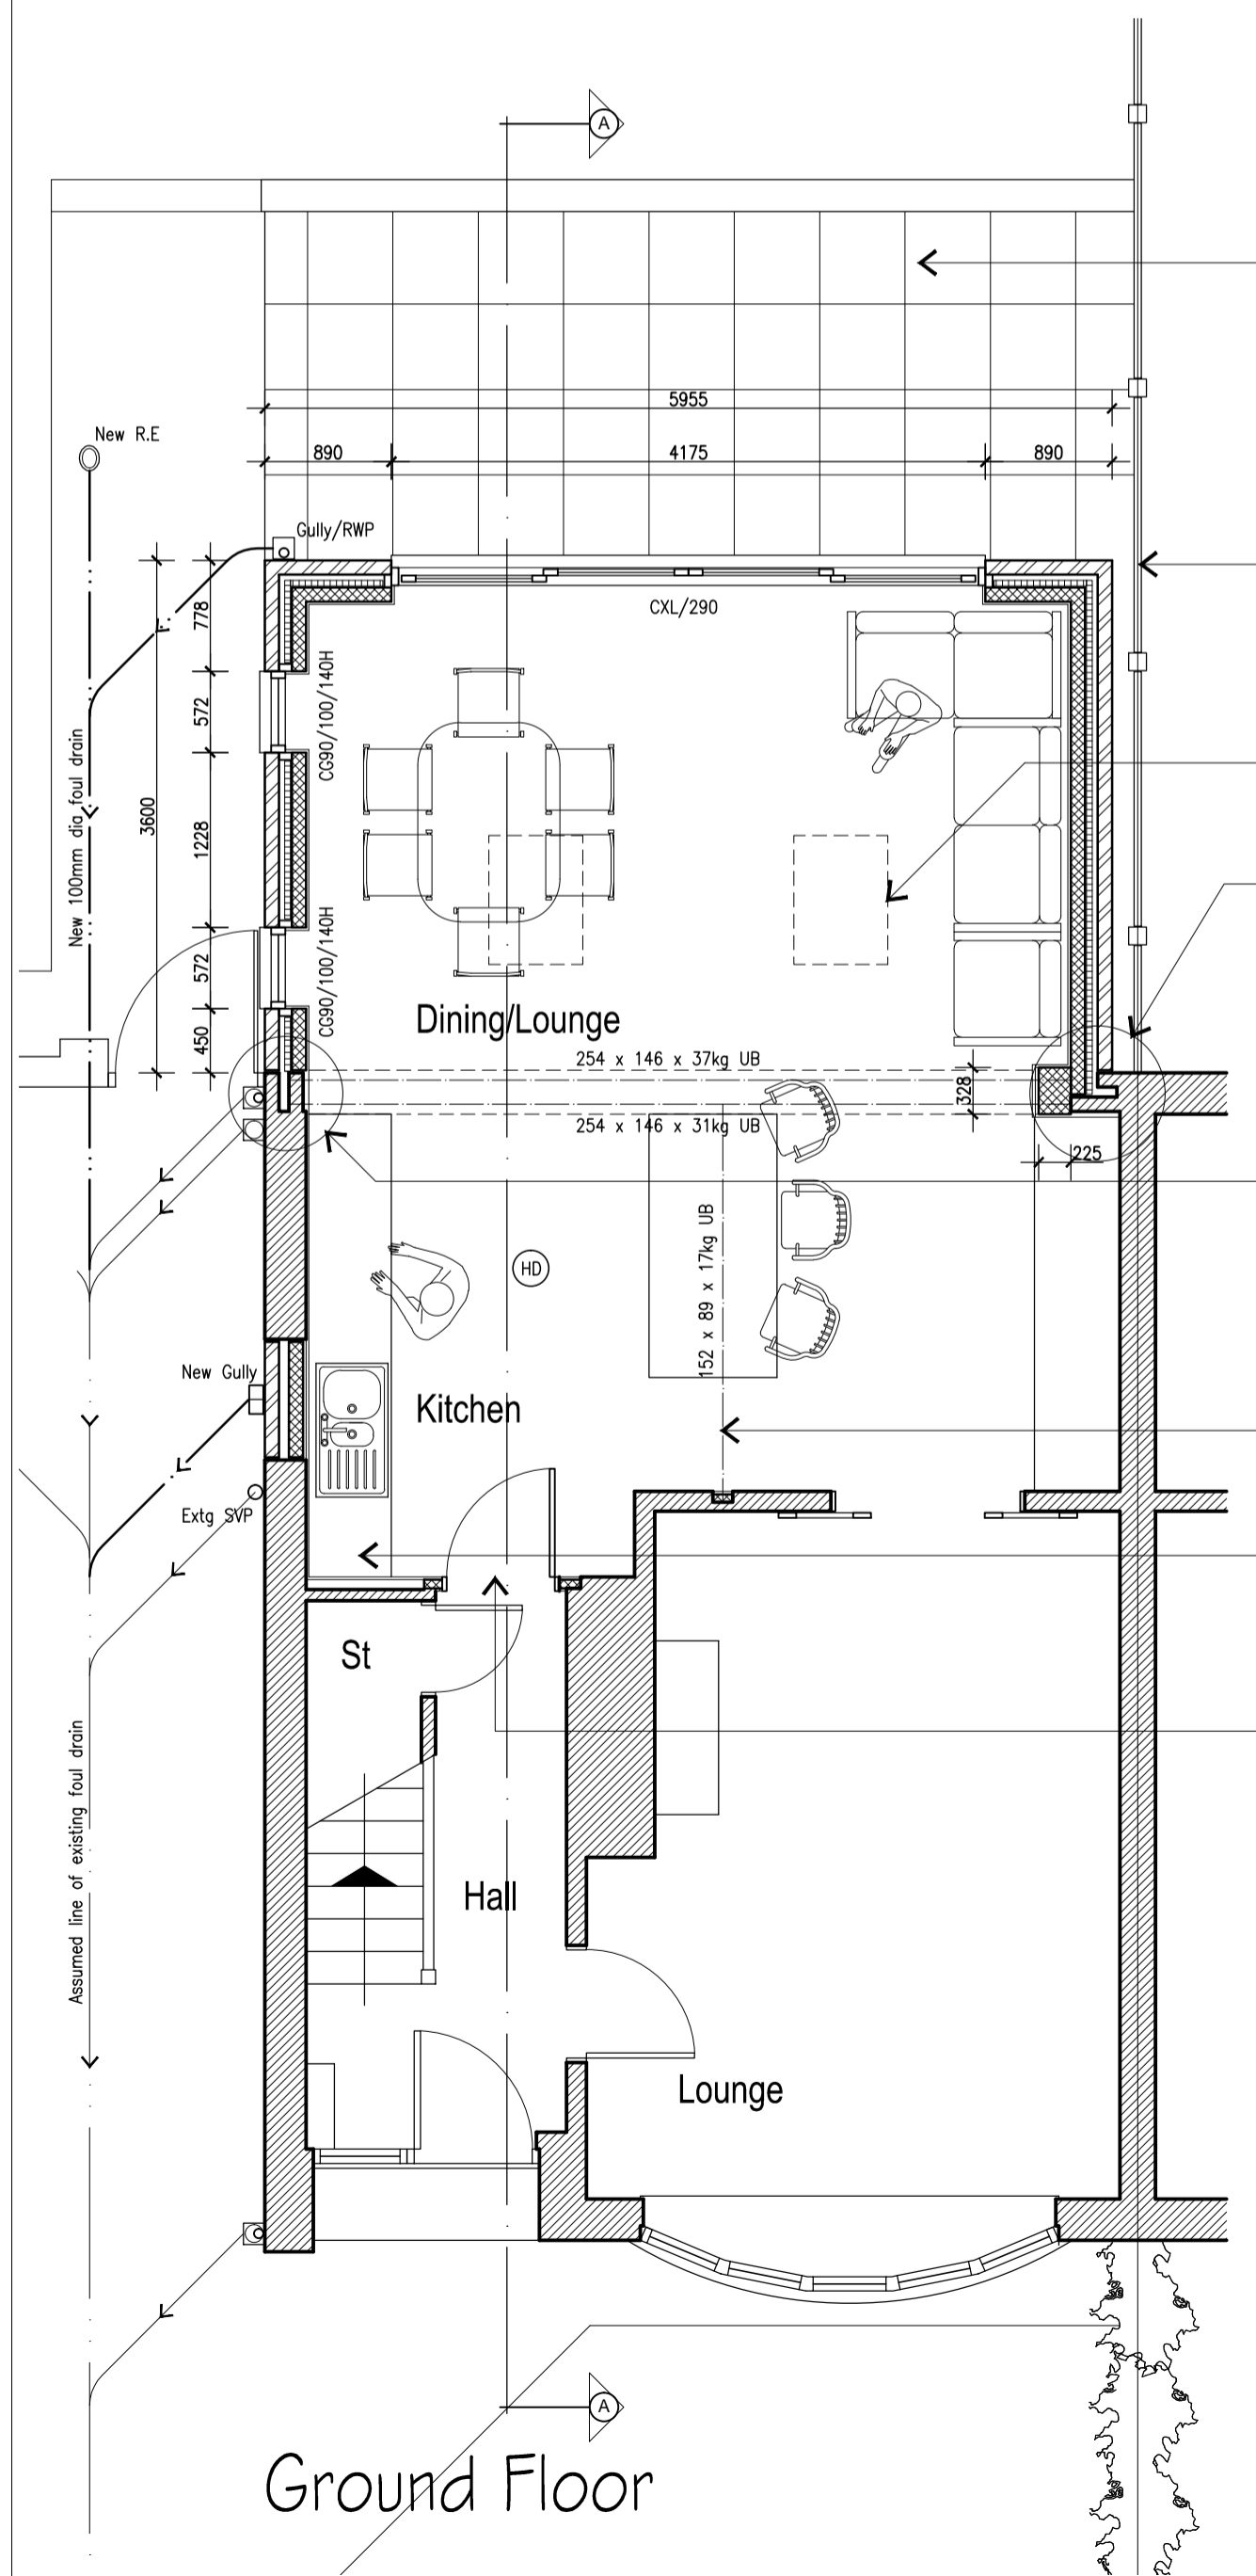 A
5955
890
4175
890
New R.E
Gully/RWP
CXL/290
778
572
1228
572
450
3600
CG90/100/140H
CG90/100/140H
New 100mm dia foul drain
Dining/Lounge
254 x 146 x 37kg UB
254 x 146 x 31kg UB
328
225
152 x 89 x 17kg UB
HD
New Gully
Kitchen
Extg SVP
St
Assumed line of existing foul drain
Hall
Lounge
A
Ground Floor